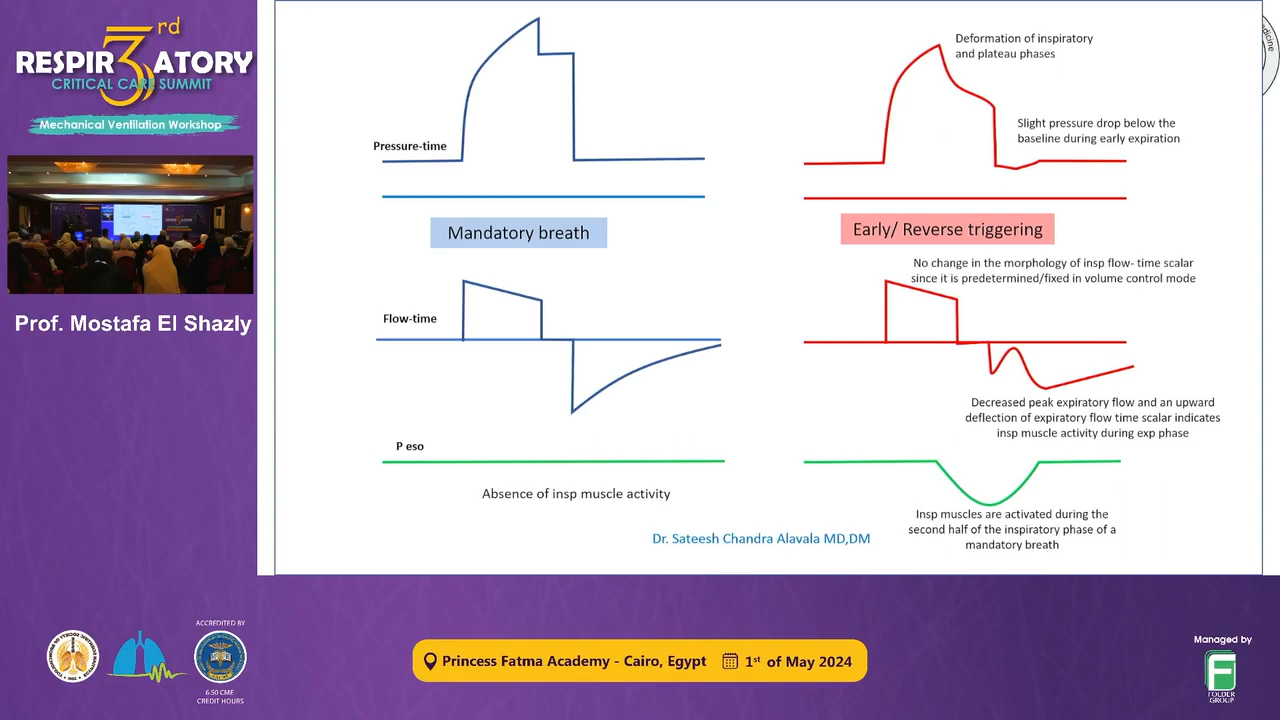 3rd
RESPIRATORY
CRITICAL CARE SUMMIT
Mechanical Ventilation Workshop
Prof. Mostafa El Shazly
Pressure-time
Deformation of inspiratory
and plateau phases
Slight pressure drop below the
baseline during early expiration
Mandatory breath
Early/ Reverse triggering
No change in the morphology of insp flow- time scalar
since it is predetermined/fixed in volume control mode
Flow-time
Decreased peak expiratory flow and an upward
deflection of expiratory flow time scalar indicates
insp muscle activity during exp phase
P eso
Absence of insp muscle activity
Insp muscles are activated during the
second half of the inspiratory phase of a
mandatory breath
Dr. Sateesh Chandra Alavala MD,DM
ACCREDITED BY
6.50 CME
CREDIT HOURS
Princess Fatma Academy - Cairo, Egypt
1st of May 2024
Managed by
FOLDER
GROUP